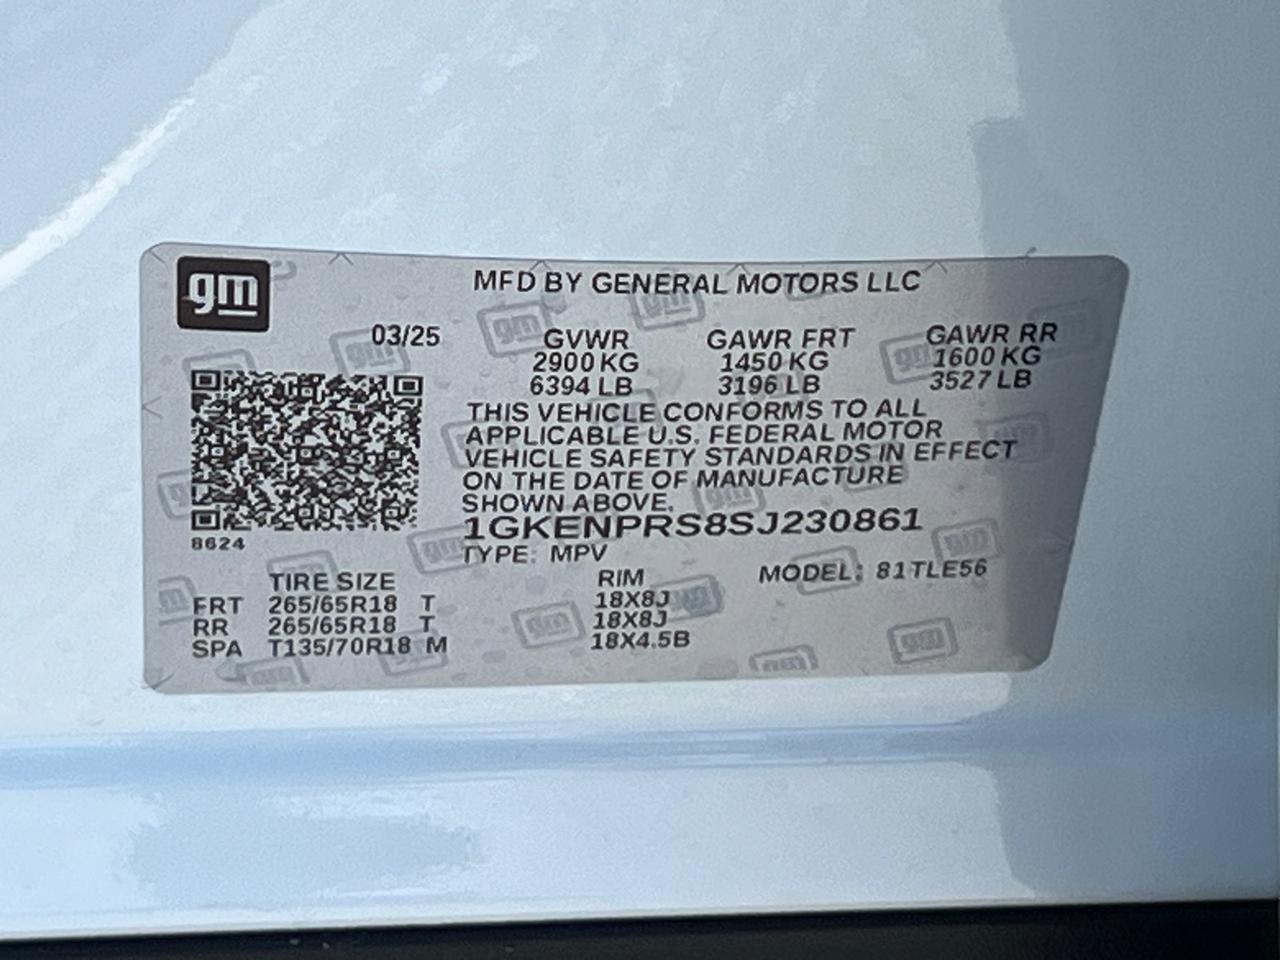 gm
MFD BY GENERAL MOTORS LLC
03/25 GVWR GAWR FRT GAWR RR
2900 KG 1450 KG 1600 KG
6394 LB 3196 LB 3527 LB
THIS VEHICLE CONFORMS TO ALL
APPLICABLE U.S. FEDERAL MOTOR
VEHICLE SAFETY STANDARDS IN EFFECT
ON THE DATE OF MANUFACTURE
SHOWN ABOVE.
1GKENPRS8SJ230861
8624
TYPE: MPV
MODEL: 81TLE56
TIRE SIZE RIM
FRT 265/65R18 T 18X8J
RR 265/65R18 T 18X8J
SPA T135/70R18 M 18X4.5B